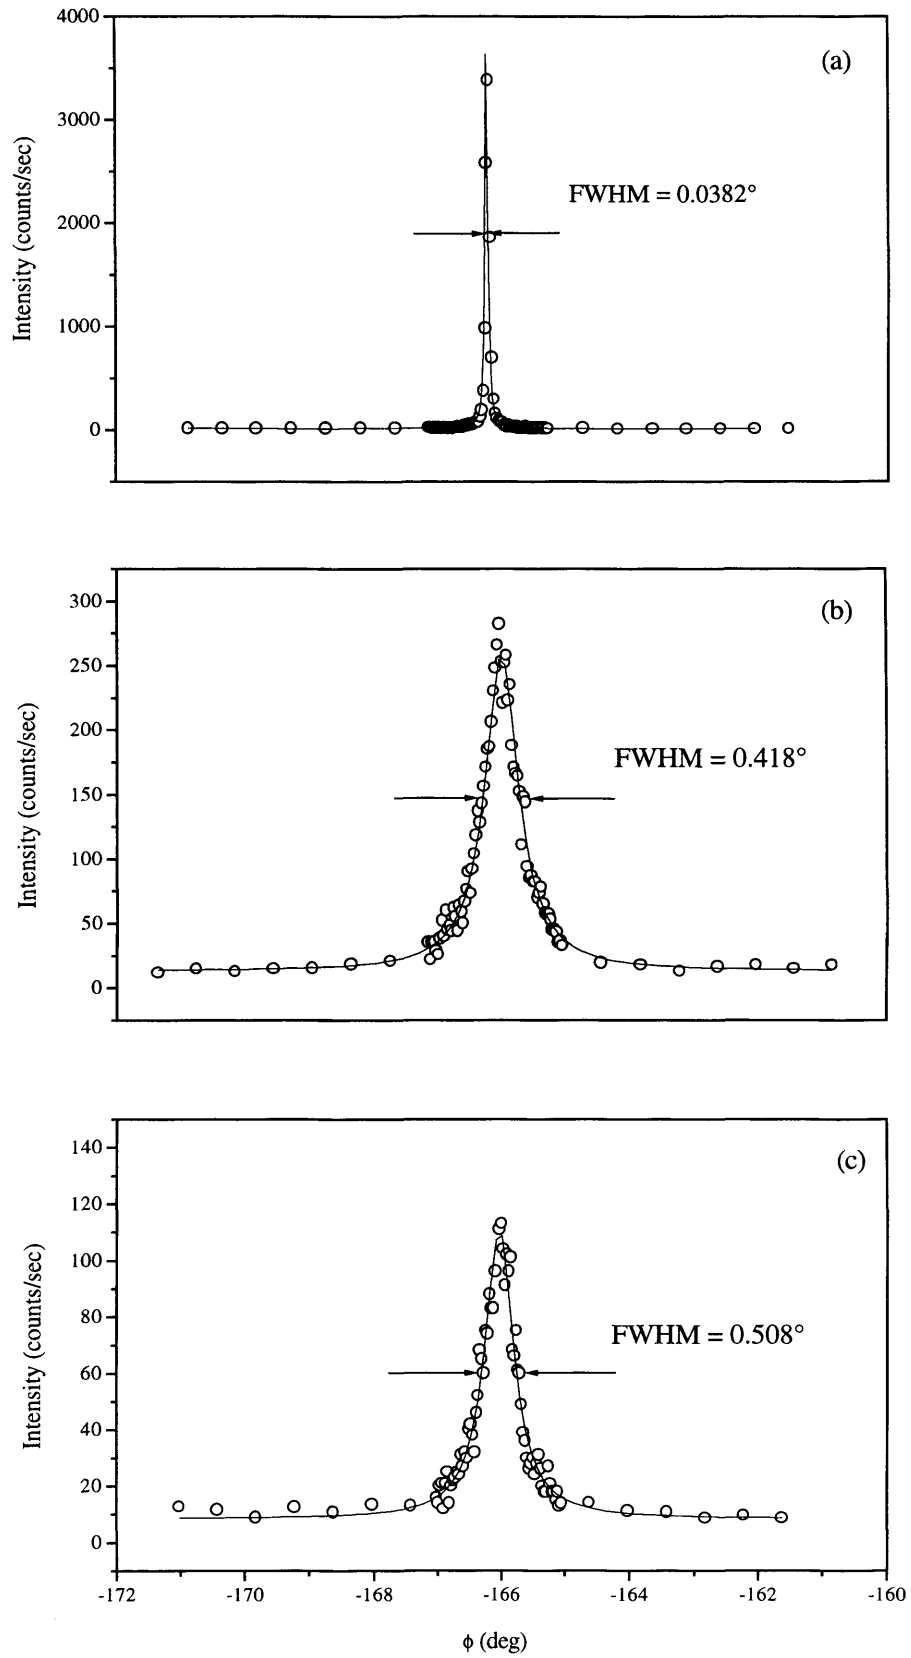 4000
(a)
3000
FWHM = 0.0382°
2000
1000
0
Intensity (counts/sec)
300
(b)
250
200
FWHM = 0.418°
150
100
50
0
Intensity (counts/sec)
140
(c)
120
100
80
FWHM = 0.508°
60
40
20
0
Intensity (counts/sec)
-172 -170 -168 -166 -164 -162 -160
ϕ (deg)